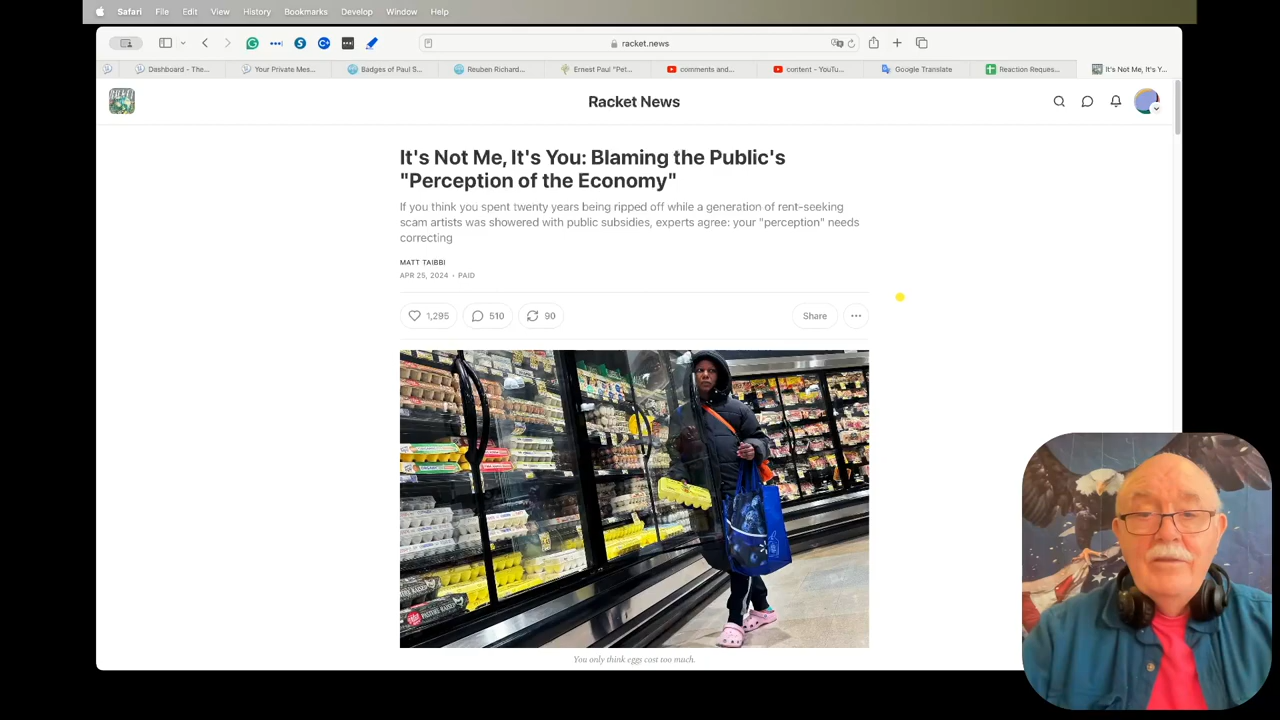 Safari File Edit View History Bookmarks Develop Window Help
racket.news
Dashboard - The... Your Private Mes... Badges of Paul S... Reuben Richard... Ernest Paul "Pet... comments and... content - YouTu... Google Translate Reaction Reques... It's Not Me, It's Y...
Racket News
It's Not Me, It's You: Blaming the Public's
"Perception of the Economy"
If you think you spent twenty years being ripped off while a generation of rent-seeking
scam artists was showered with public subsidies, experts agree: your "perception" needs
correcting
MATT TAIBBI
APR 25, 2024 · PAID
1,295 510 90 Share
You only think eggs cost too much.